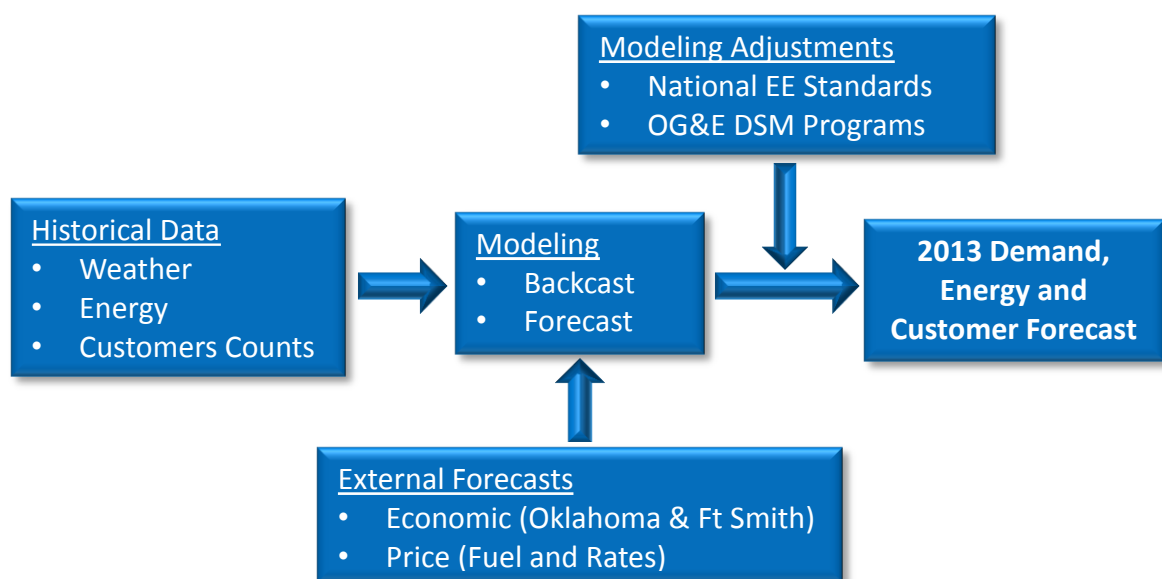 Modeling Adjustments
• National EE Standards
• OG&E DSM Programs
Historical Data
• Weather
• Energy
• Customers Counts
Modeling
• Backcast
• Forecast
2013 Demand,
Energy and
Customer Forecast
External Forecasts
• Economic (Oklahoma & Ft Smith)
• Price (Fuel and Rates)